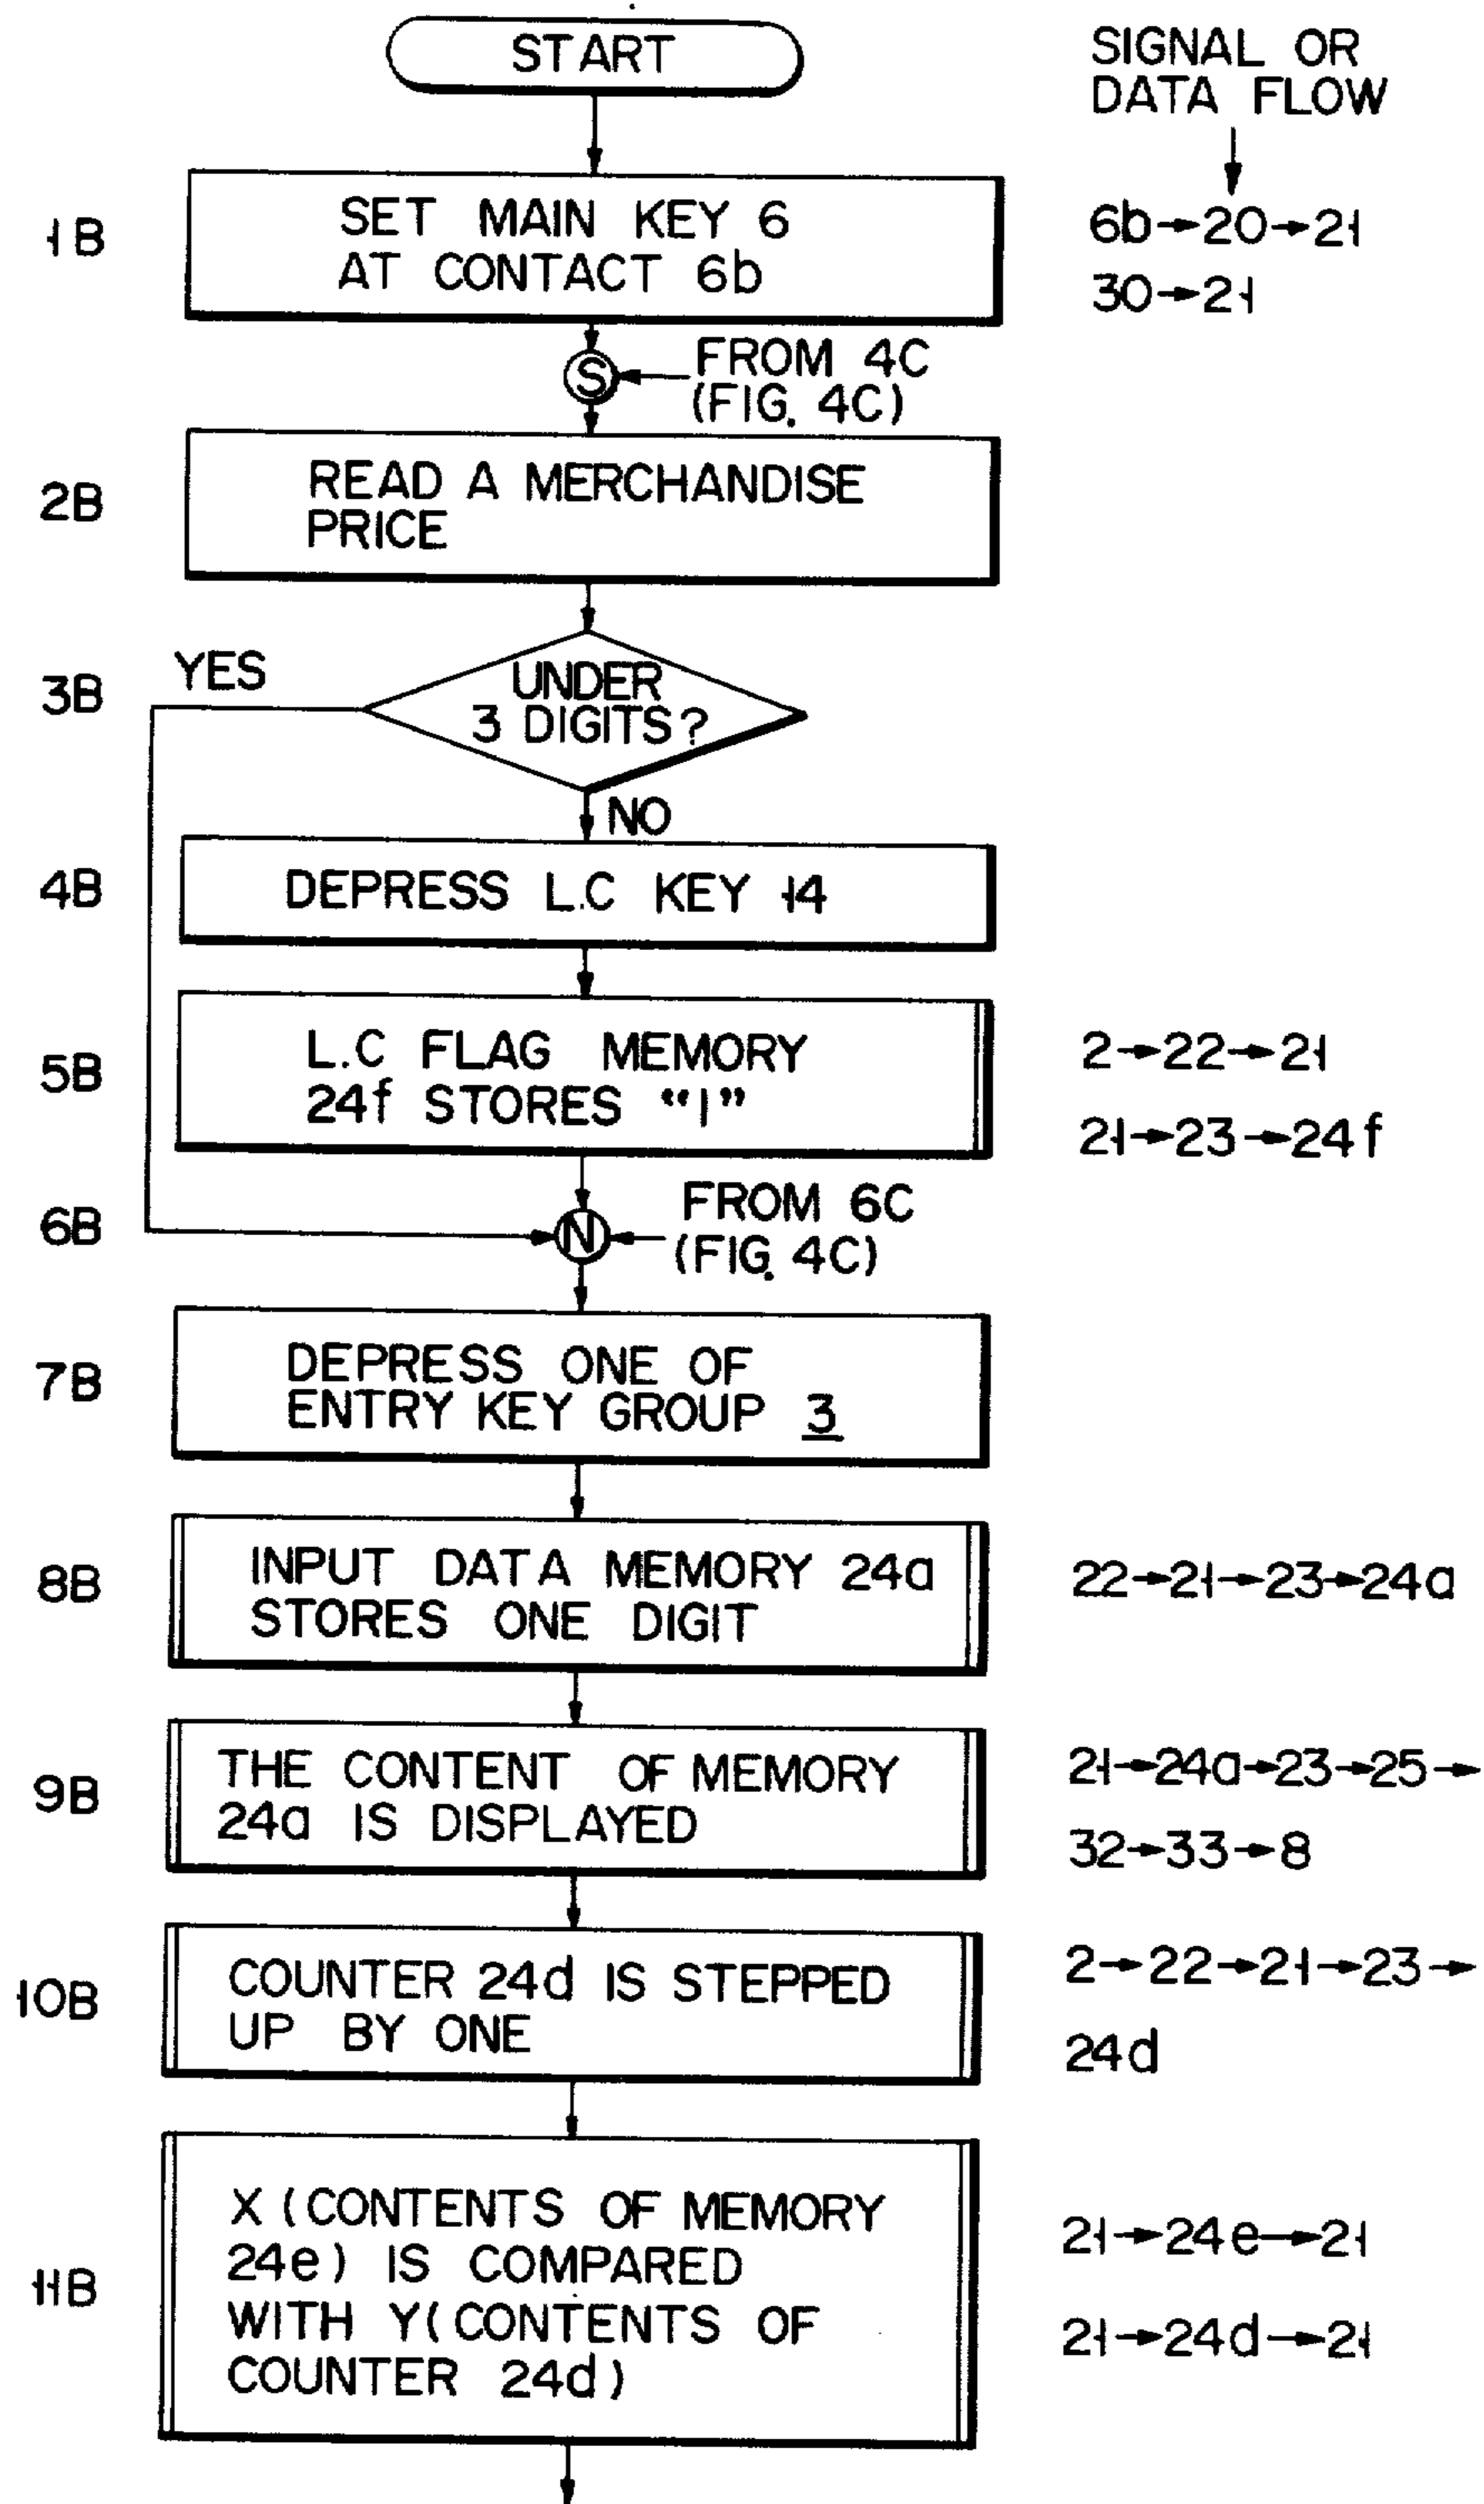 START
SIGNAL OR
DATA FLOW
1B
SET MAIN KEY 6
AT CONTACT 6b
6b→20→21
30→21
S
FROM 4C
(FIG. 4C)
2B
READ A MERCHANDISE
PRICE
3B
YES
UNDER
3 DIGITS?
NO
4B
DEPRESS L.C KEY 14
5B
L.C FLAG MEMORY
24f STORES "1"
2→22→21
21→23→24f
6B
N
FROM 6C
(FIG. 4C)
7B
DEPRESS ONE OF
ENTRY KEY GROUP 3
8B
INPUT DATA MEMORY 24a
STORES ONE DIGIT
22→21→23→24a
9B
THE CONTENT OF MEMORY
24a IS DISPLAYED
21→24a→23→25→
32→33→8
10B
COUNTER 24d IS STEPPED
UP BY ONE
2→22→21→23→
24d
11B
X (CONTENTS OF MEMORY
24e) IS COMPARED
WITH Y(CONTENTS OF
COUNTER 24d)
21→24e→21
21→24d→21